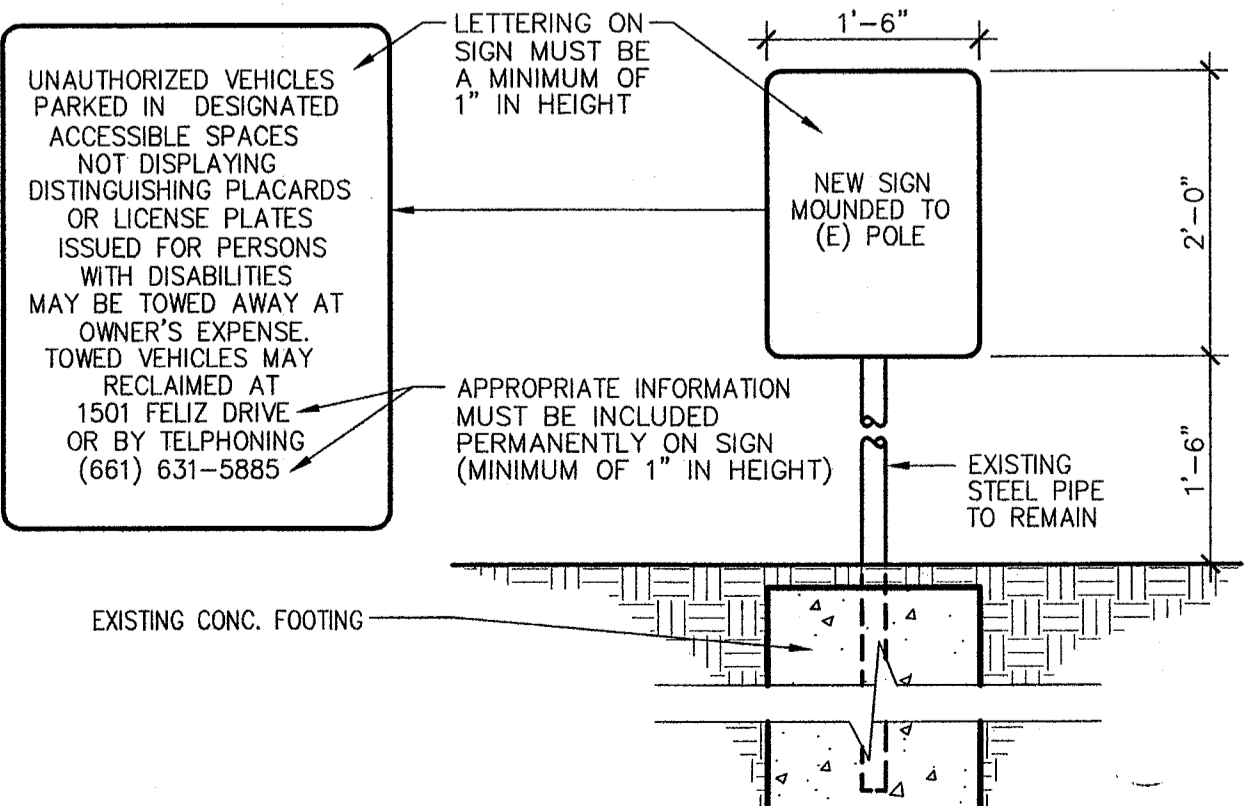 UNAUTHORIZED VEHICLES
PARKED IN DESIGNATED
ACCESSIBLE SPACES
NOT DISPLAYING
DISTINGUISHING PLACARDS
OR LICENSE PLATES
ISSUED FOR PERSONS
WITH DISABILITIES
MAY BE TOWED AWAY AT
OWNER'S EXPENSE.
TOWED VEHICLES MAY
RECLAIMED AT
1501 FELIZ DRIVE
OR BY TELPHONING
(661) 631-5885
LETTERING ON
SIGN MUST BE
A MINIMUM OF
1" IN HEIGHT
1'-6"
NEW SIGN
MOUNDED TO
(E) POLE
2'-0"
APPROPRIATE INFORMATION
MUST BE INCLUDED
PERMANENTLY ON SIGN
(MINIMUM OF 1" IN HEIGHT)
EXISTING
STEEL PIPE
TO REMAIN
1'-6"
EXISTING CONC. FOOTING